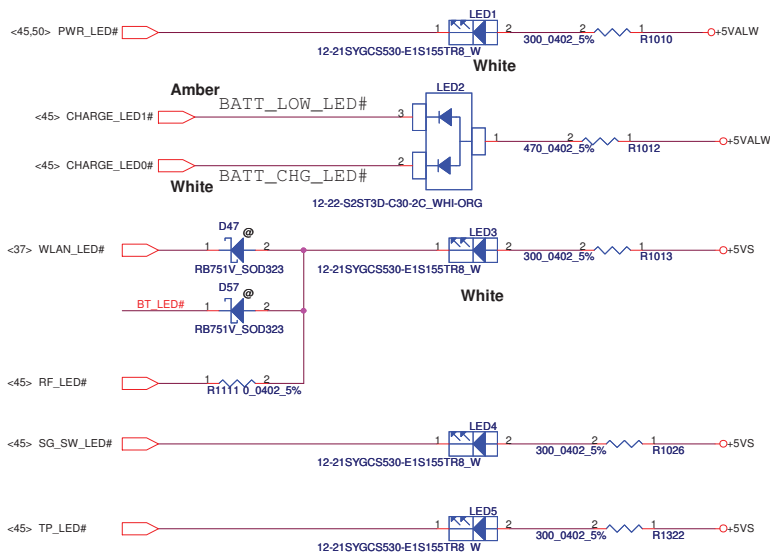 LED1
<45,50> PWR_LED# 1 2 2 1 +5VALW
12-21SYGCS530-E1S155TR8_W 300_0402_5% R1010
White
LED2
Amber
BATT_LOW_LED#
<45> CHARGE_LED1# 3
1 2 1 +5VALW
470_0402_5% R1012
<45> CHARGE_LED0# 2
White
BATT_CHG_LED#
12-22-S2ST3D-C30-2C_WHI-ORG
D47 @ LED3
<37> WLAN_LED# 1 2 1 2 2 1 +5VS
RB751V_SOD323 12-21SYGCS530-E1S155TR8_W 300_0402_5% R1013
D57 @
White
BT_LED# 1 2
RB751V_SOD323
<45> RF_LED# 1 2
R1111 0_0402_5%
LED4
<45> SG_SW_LED# 1 2 2 1 +5VS
12-21SYGCS530-E1S155TR8_W 300_0402_5% R1026
LED5
<45> TP_LED# 1 2 2 1 +5VS
12-21SYGCS530-E1S155TR8_W 300_0402_5% R1322